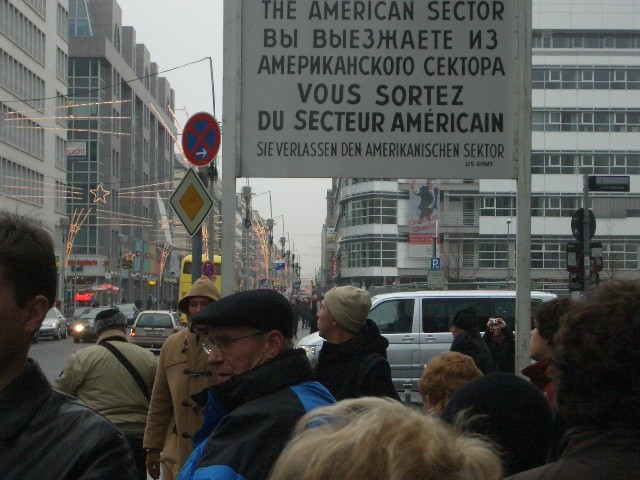 THE AMERICAN SECTOR
ВЫ ВЫЕЗЖАЕТЕ ИЗ
АМЕРИКАНСКОГО СЕКТОРА
VOUS SORTEZ
DU SECTEUR AMÉRICAIN
SIE VERLASSEN DEN AMERIKANISCHEN SEKTOR
US ARMY
P